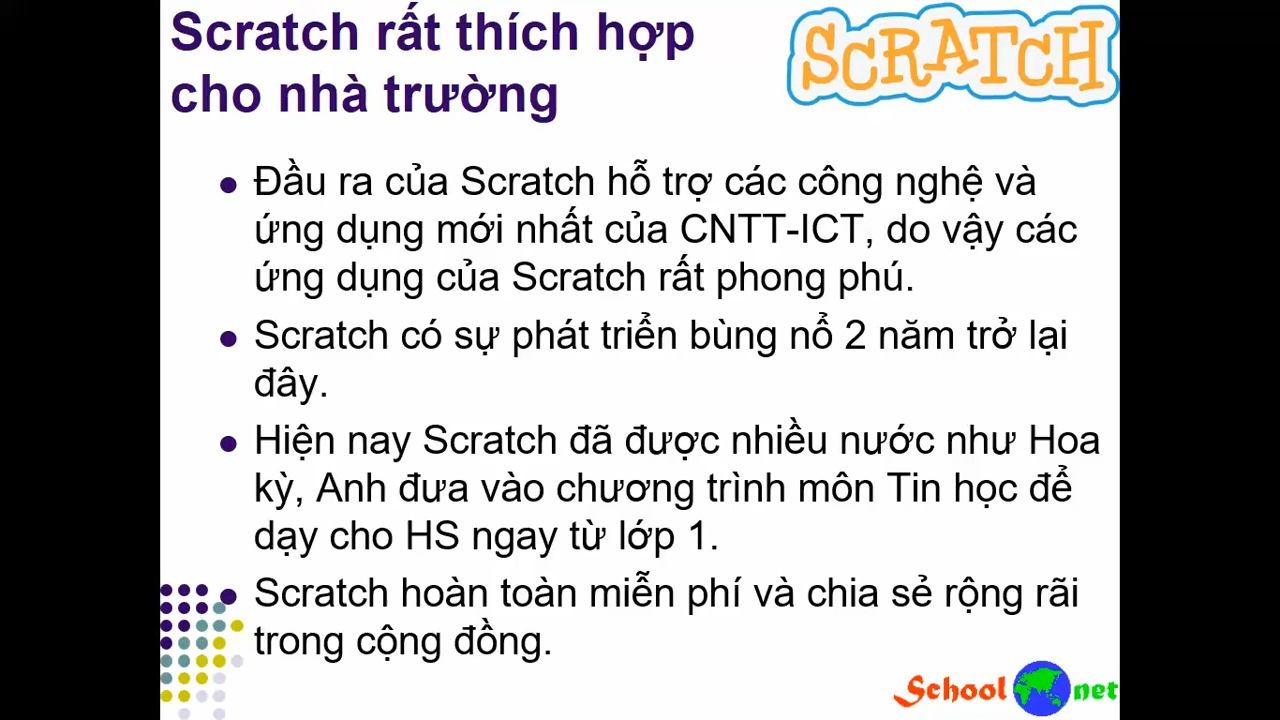 Scratch rất thích hợp
cho nhà trường
SCRATCH
Đầu ra của Scratch hỗ trợ các công nghệ và
ứng dụng mới nhất của CNTT-ICT, do vậy các
ứng dụng của Scratch rất phong phú.
Scratch có sự phát triển bùng nổ 2 năm trở lại
đây.
Hiện nay Scratch đã được nhiều nước như Hoa
kỳ, Anh đưa vào chương trình môn Tin học để
dạy cho HS ngay từ lớp 1.
Scratch hoàn toàn miễn phí và chia sẻ rộng rãi
trong cộng đồng.
School net